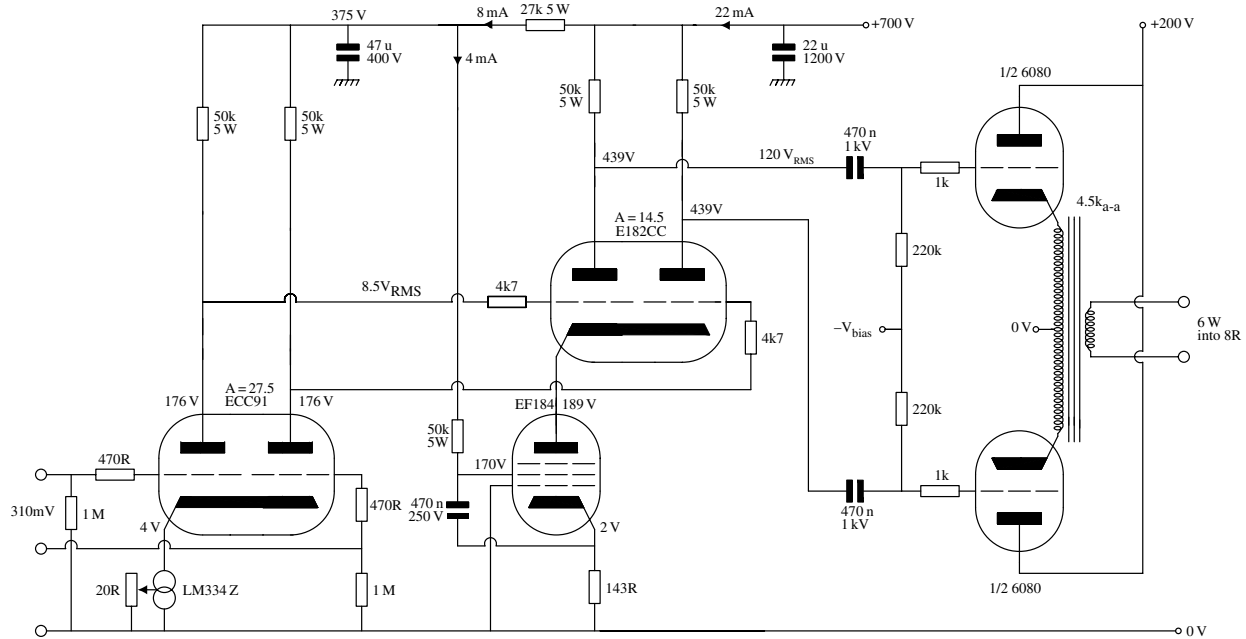 375 V
8 mA
27k 5 W
22 mA
+700 V
+200 V
47 u
400 V
4 mA
22 u
1200 V
1/2 6080
50k
5 W
50k
5 W
50k
5 W
50k
5 W
470 n
1 kV
439V
120 VRMS
1k
439V
4.5ka-a
A = 14.5
E182CC
220k
8.5VRMS
4k7
4k7
–Vbias
0 V
6 W
into 8R
A = 27.5
ECC91
176 V
176 V
EF184
189 V
220k
50k
5W
470R
170V
1k
310mV
1 M
470R
470 n
250 V
470 n
1 kV
4 V
2 V
20R
LM334 Z
1 M
143R
1/2 6080
0 V